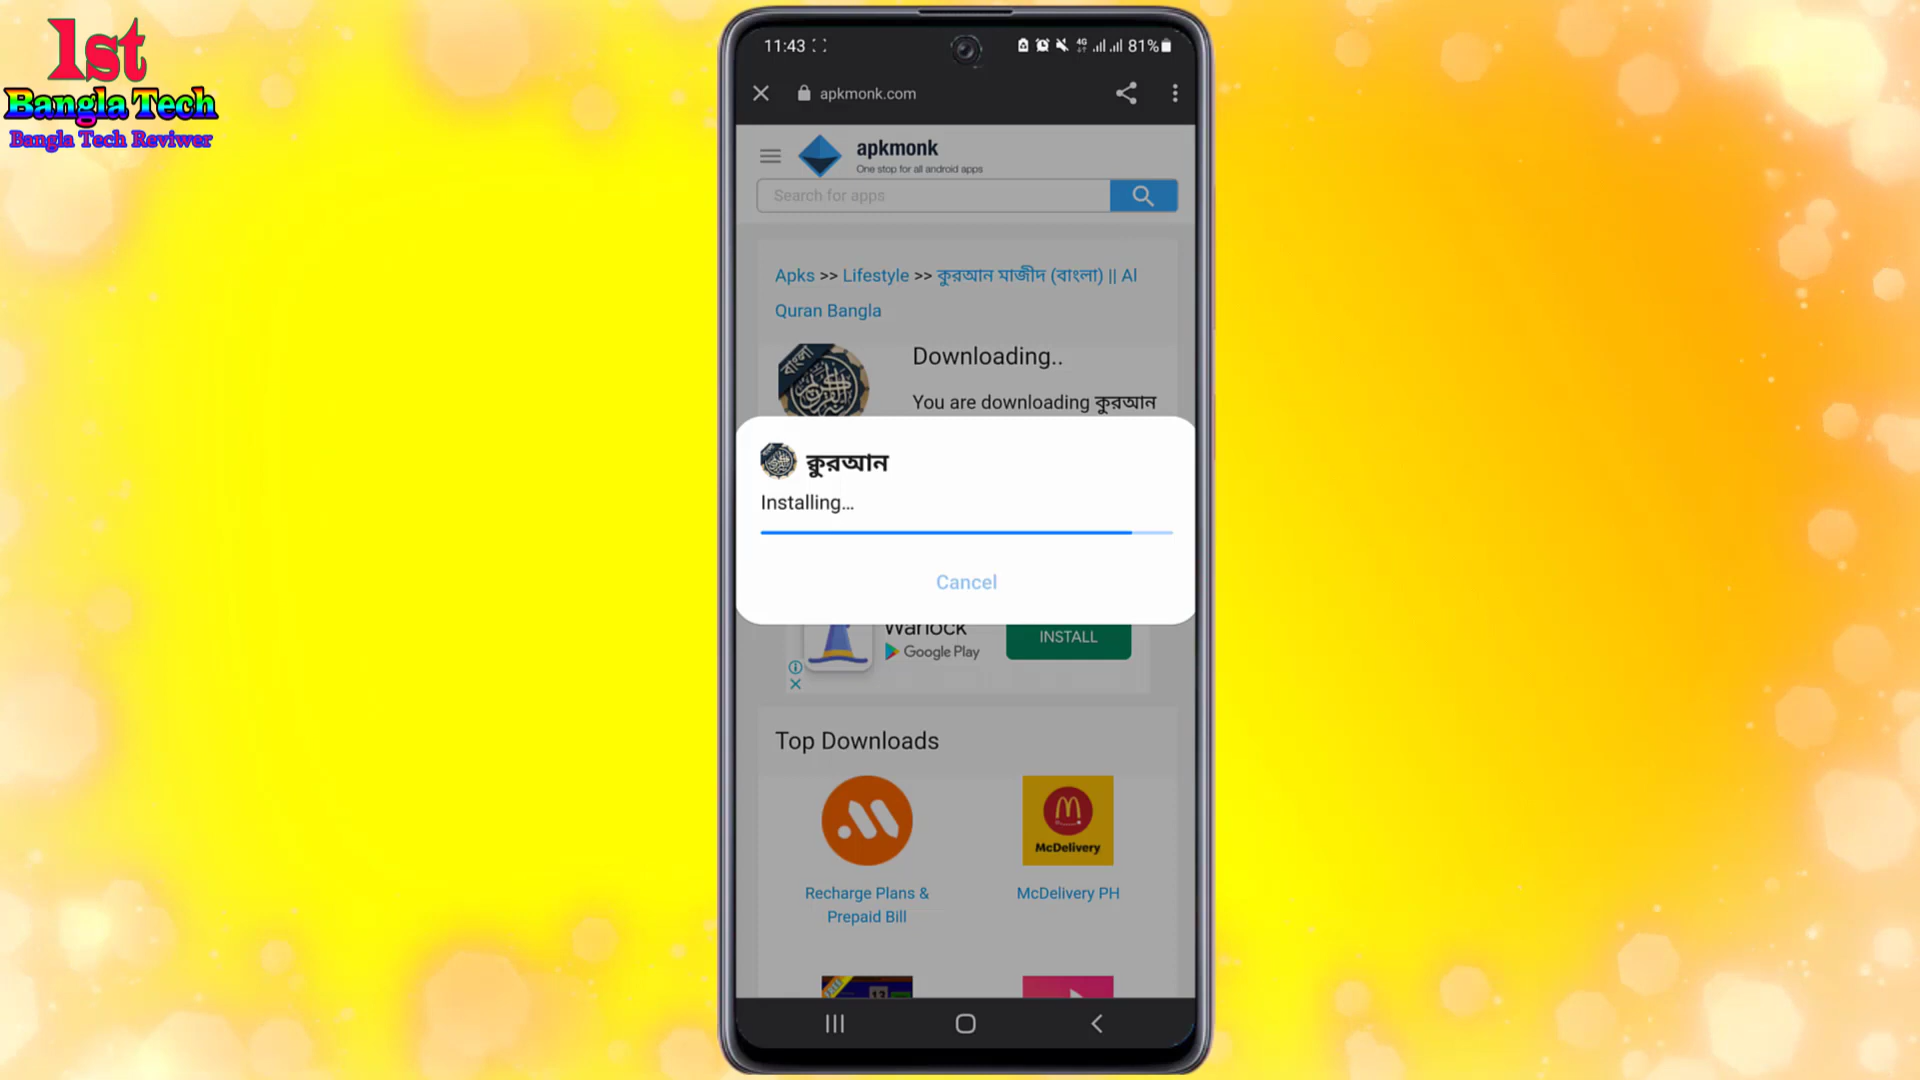 1st
Bangla Tech
Bangla Tech Reviwer
11:43
4G
81%
apkmonk.com
apkmonk
One stop for all android apps
Search for apps
Apks >> Lifestyle >> কুরআন মাজীদ (বাংলা) || Al
Quran Bangla
বাংলা
Downloading..
You are downloading কুরআন
কুরআন
Installing...
Cancel
Warlock
Google Play
INSTALL
Top Downloads
McDelivery
Recharge Plans &
Prepaid Bill
McDelivery PH
FREE